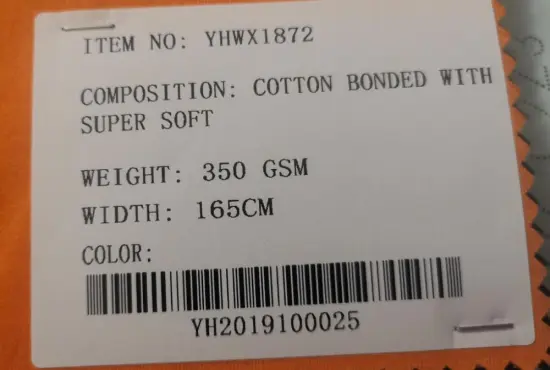 ITEM NO: YHWX1872
COMPOSITION: COTTON BONDED WITH
SUPER SOFT
WEIGHT: 350 GSM
WIDTH: 165CM
COLOR:
YH2019100025